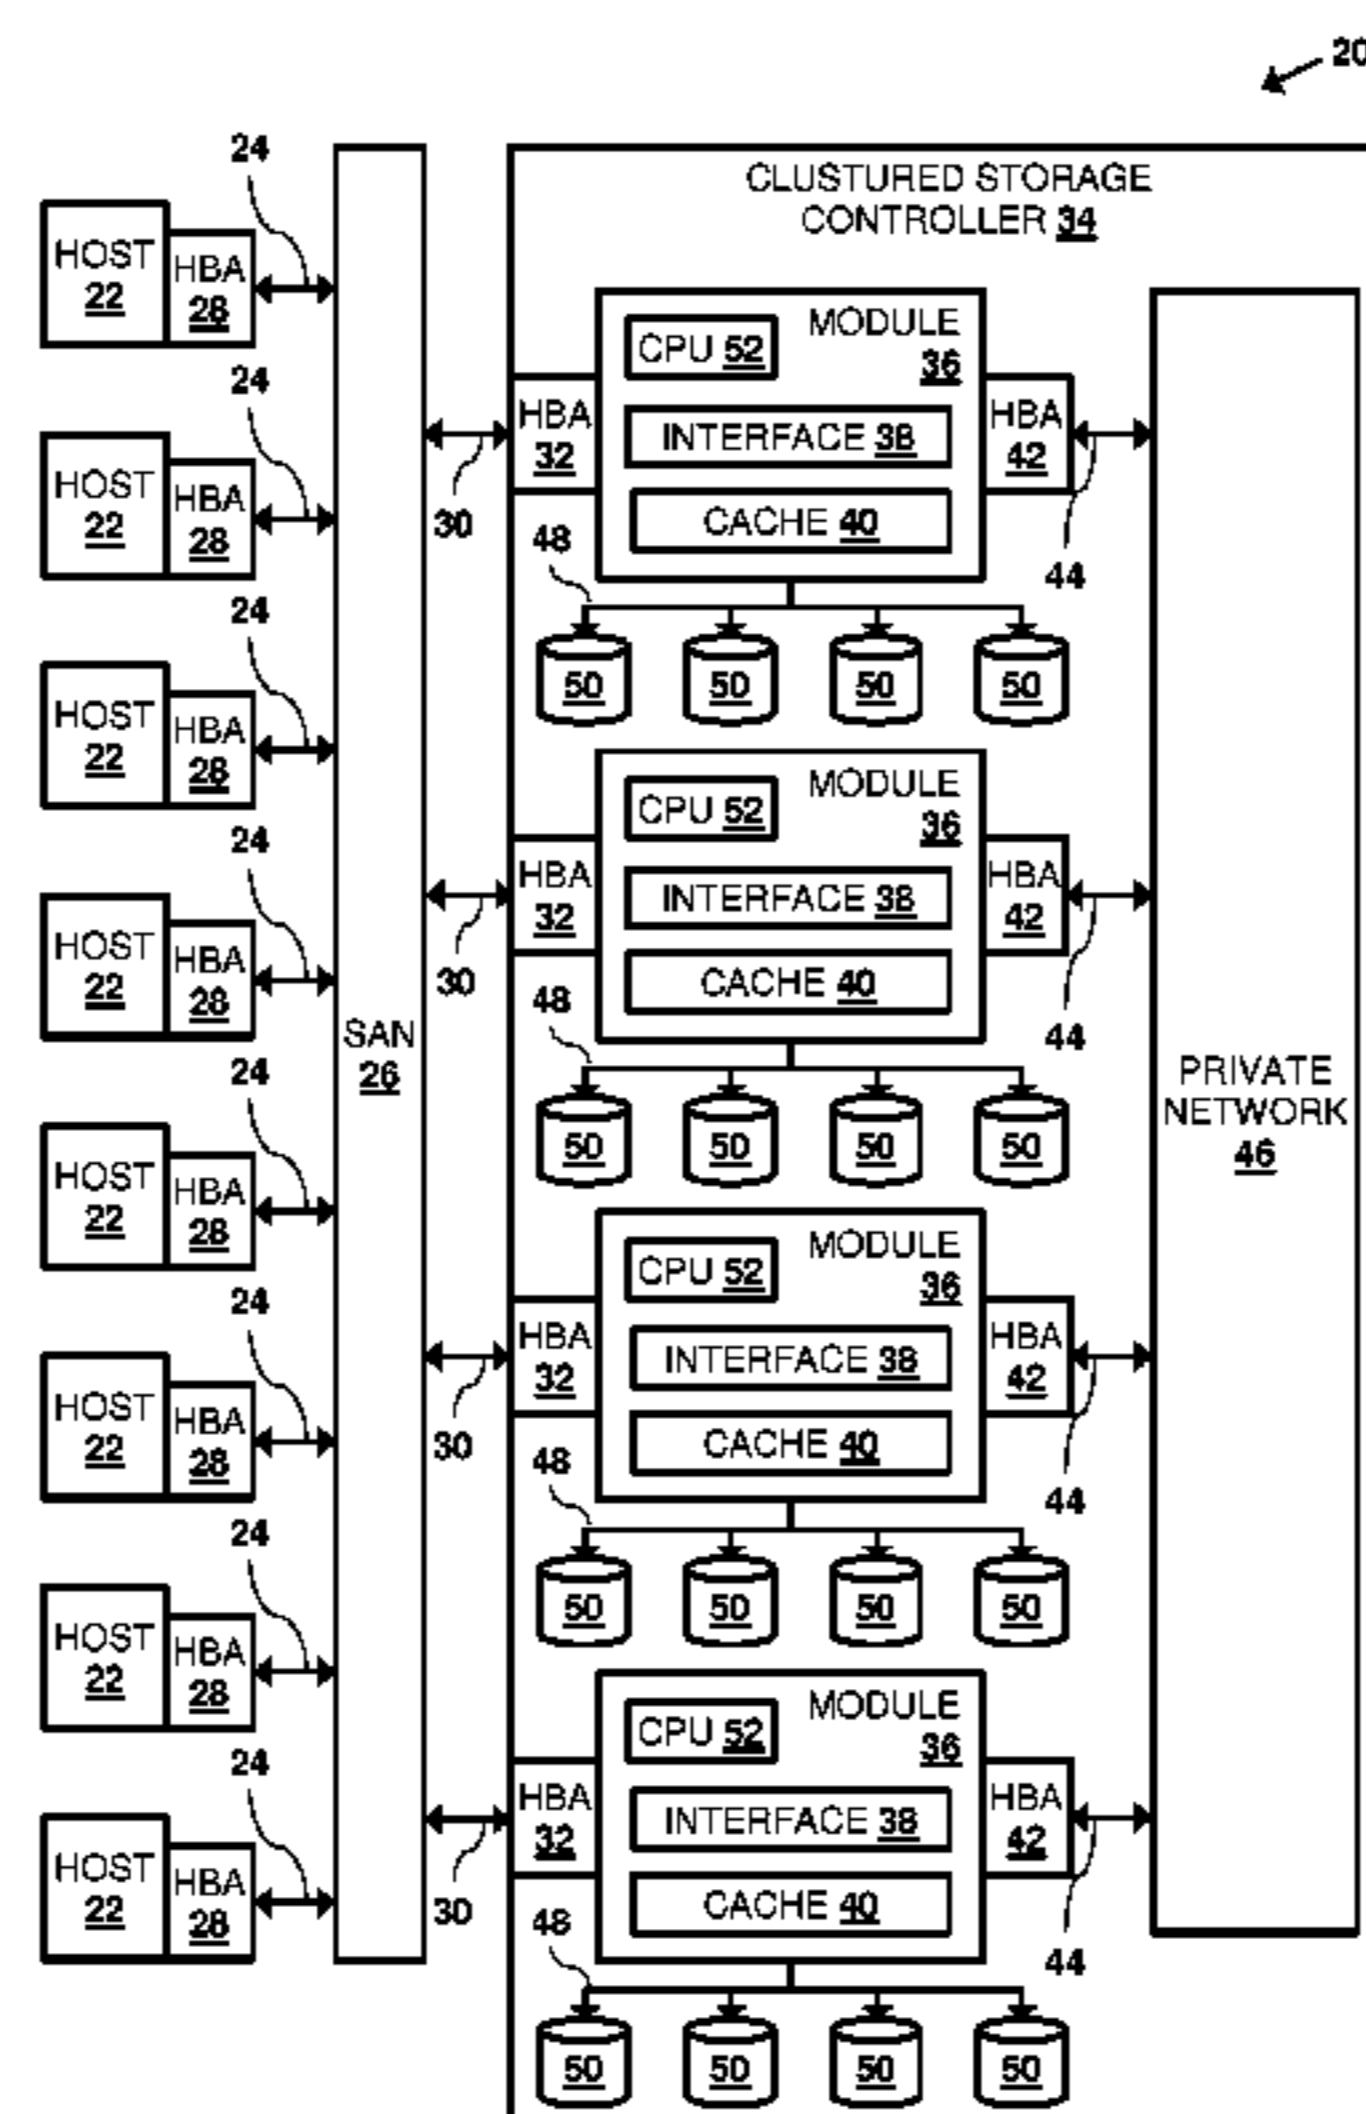 20
CLUSTURED STORAGE
CONTROLLER 34
24
HOST
22
HBA
28
24
HOST
22
HBA
28
24
HOST
22
HBA
28
24
HOST
22
HBA
28
24
HOST
22
HBA
28
24
HOST
22
HBA
28
24
HOST
22
HBA
28
24
HOST
22
HBA
28
SAN
26
30
HBA
32
MODULE
36
CPU 52
INTERFACE 38
CACHE 40
HBA
42
44
48
50 50 50 50
30
HBA
32
MODULE
36
CPU 52
INTERFACE 38
CACHE 40
HBA
42
44
48
50 50 50 50
30
HBA
32
MODULE
36
CPU 52
INTERFACE 38
CACHE 40
HBA
42
44
48
50 50 50 50
30
HBA
32
MODULE
36
CPU 52
INTERFACE 38
CACHE 40
HBA
42
44
48
50 50 50 50
PRIVATE
NETWORK
46